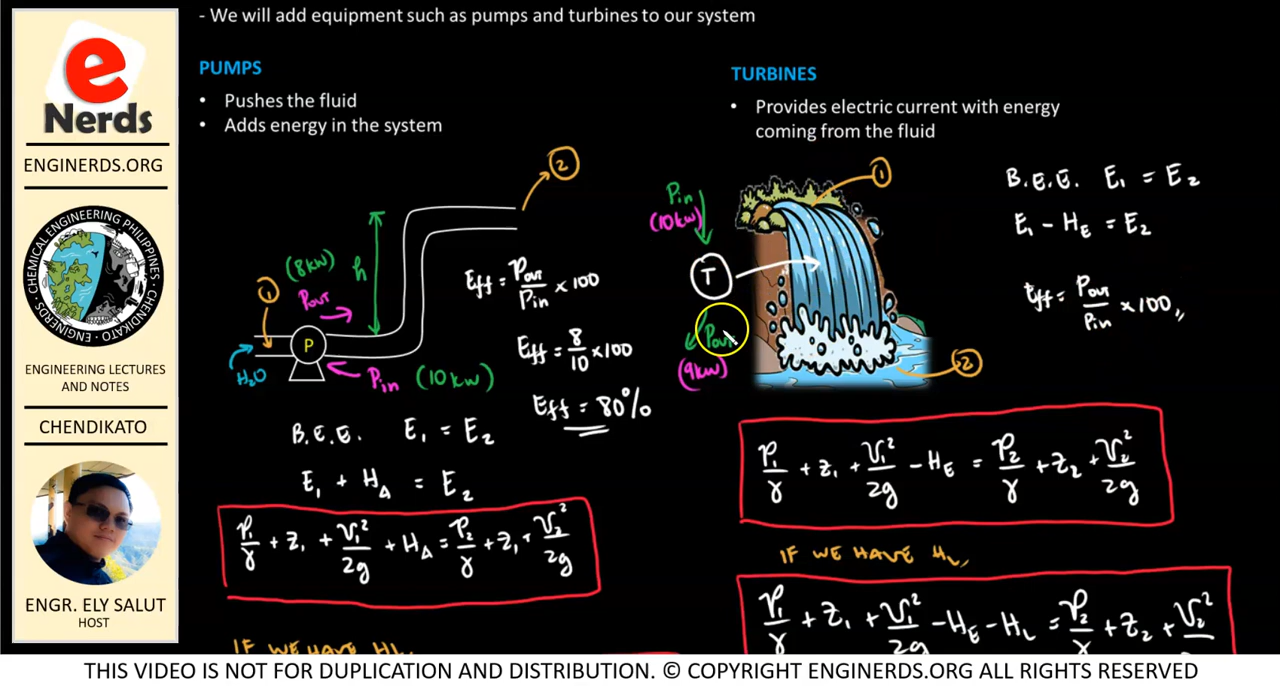 - We will add equipment such as pumps and turbines to our system
e
Nerds
ENGINERDS.ORG
CHEMICAL ENGINEERING PHILIPPINES - CHENDIKATO - ENGINERDS
ENGINEERING LECTURES
AND NOTES
CHENDIKATO
ENGR. ELY SALUT
HOST
PUMPS
• Pushes the fluid
• Adds energy in the system
2
(8kW)
h
1
Pout
P
H2O
Pin (10kW)
Eff = Pout/Pin × 100
Eff = 8/10 × 100
Eff = 80%
B.E.E. E₁ = E₂
E₁ + HA = E₂
P₁/γ + z₁ + V₁²/2g + HA = P₂/γ + z₁ + V₂²/2g
IF WE HAVE HL
TURBINES
• Provides electric current with energy
coming from the fluid
Pin
(10kW)
1
T
Pout
(9kW)
2
B.E.E. E₁ = E₂
E₁ - HE = E₂
Eff = Pout/Pin × 100,,
P₁/γ + z₁ + V₁²/2g - HE = P₂/γ + z₂ + V₂²/2g
IF WE HAVE HL,
P₁/γ + z₁ + V₁²/2g - HE - HL = P₂/γ + z₂ + V₂²
THIS VIDEO IS NOT FOR DUPLICATION AND DISTRIBUTION. © COPYRIGHT ENGINERDS.ORG ALL RIGHTS RESERVED